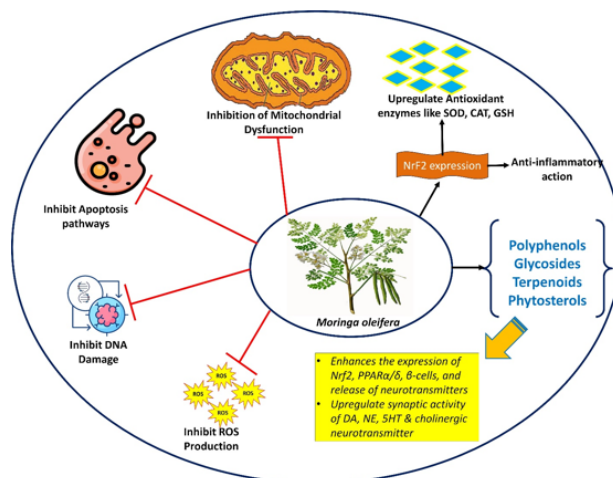 Inhibition of Mitochondrial
Dysfunction
Upregulate Antioxidant
enzymes like SOD, CAT, GSH
NrF2 expression
Anti-inflammatory
action
Inhibit Apoptosis
pathways
Polyphenols
Glycosides
Terpenoids
Phytosterols
Moringa oleifera
Inhibit DNA
Damage
ROS
ROS
ROS
ROS
Inhibit ROS
Production
• Enhances the expression of
Nrf2, PPARα/δ, β-cells, and
release of neurotransmitters
• Upregulate synaptic activity
of DA, NE, 5HT & cholinergic
neurotransmitter